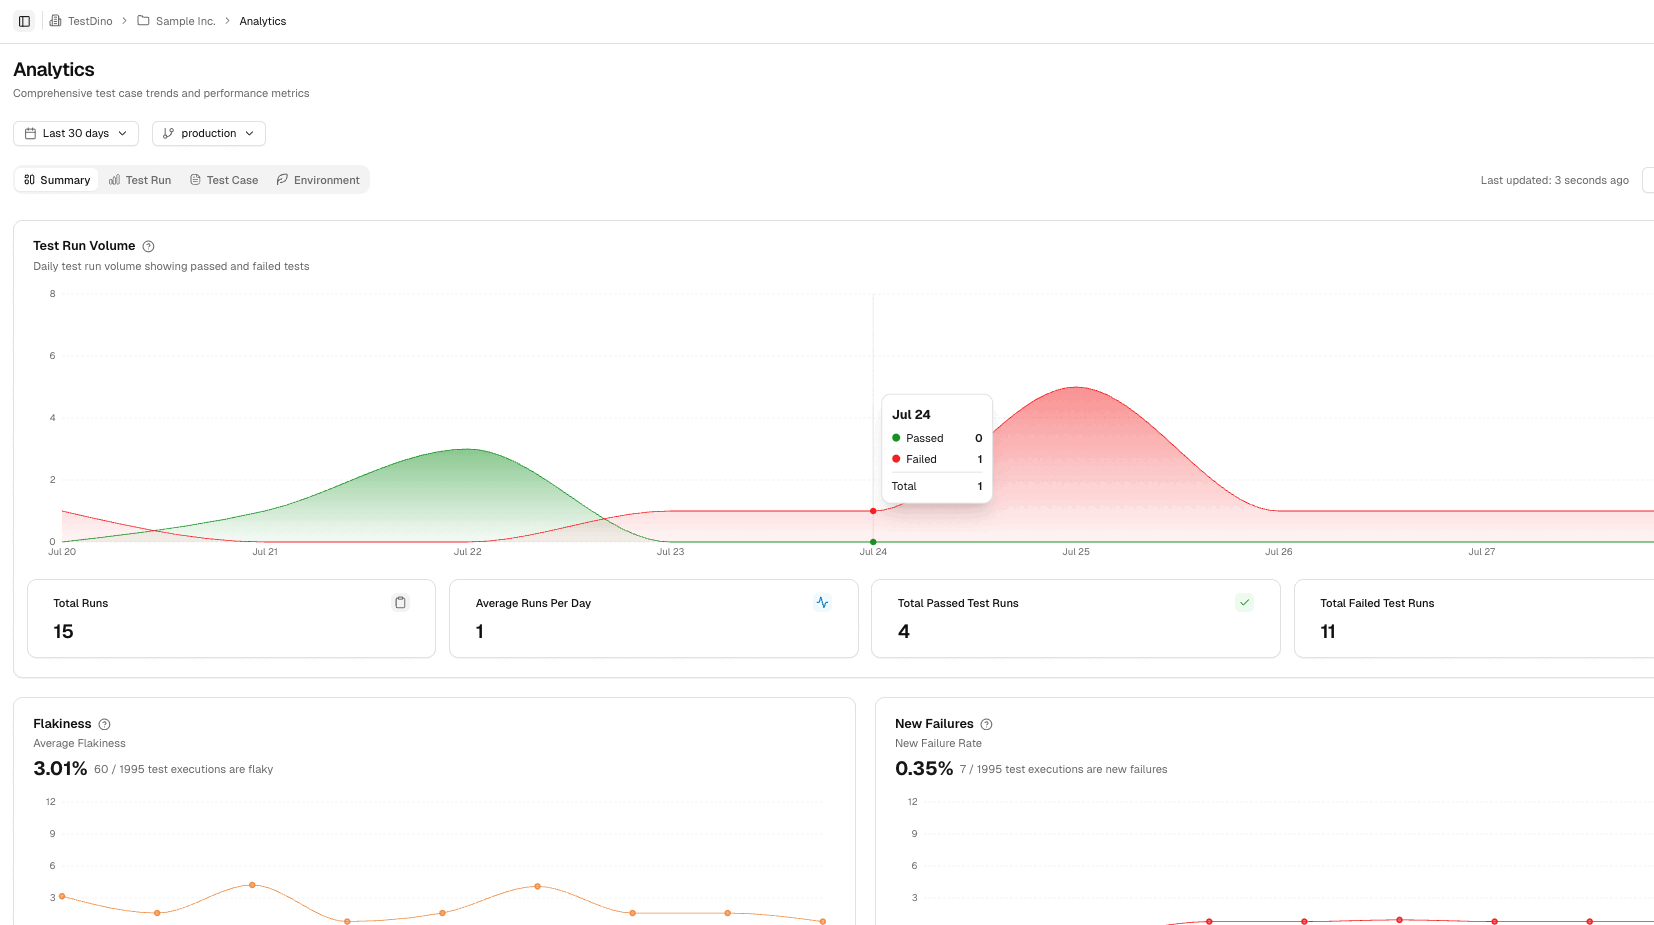 TestDino > Sample Inc. > Analytics
Analytics
Comprehensive test case trends and performance metrics
Last 30 days production
Summary Test Run Test Case Environment Last updated: 3 seconds ago
Test Run Volume
Daily test run volume showing passed and failed tests
8
6
4
2
0
Jul 24
Passed 0
Failed 1
Total 1
Jul 20 Jul 21 Jul 22 Jul 23 Jul 24 Jul 25 Jul 26 Jul 27
Total Runs
15
Average Runs Per Day
1
Total Passed Test Runs
4
Total Failed Test Runs
11
Flakiness
Average Flakiness
3.01% 60 / 1995 test executions are flaky
12
9
6
3
New Failures
New Failure Rate
0.35% 7 / 1995 test executions are new failures
12
9
6
3